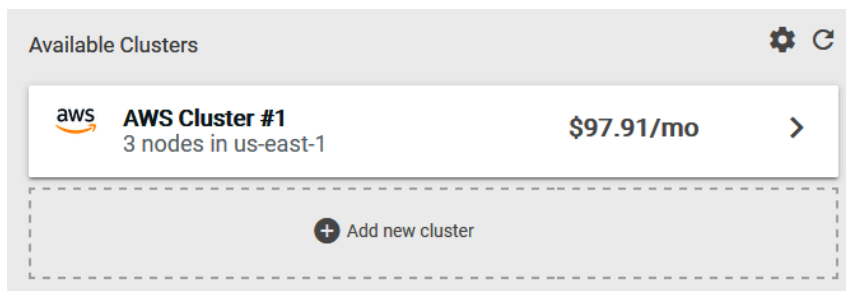 Available Clusters
aws
AWS Cluster #1
3 nodes in us-east-1
$97.91/mo
Add new cluster